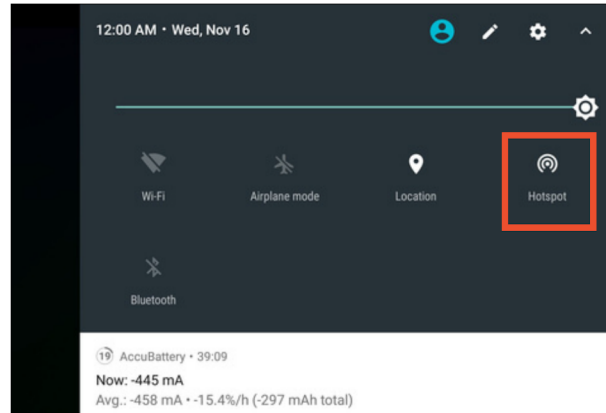 12:00 AM • Wed, Nov 16
Wi-Fi
Airplane mode
Location
Hotspot
Bluetooth
19 AccuBattery • 39:09
Now: -445 mA
Avg.: -458 mA • -15.4%/h (-297 mAh total)